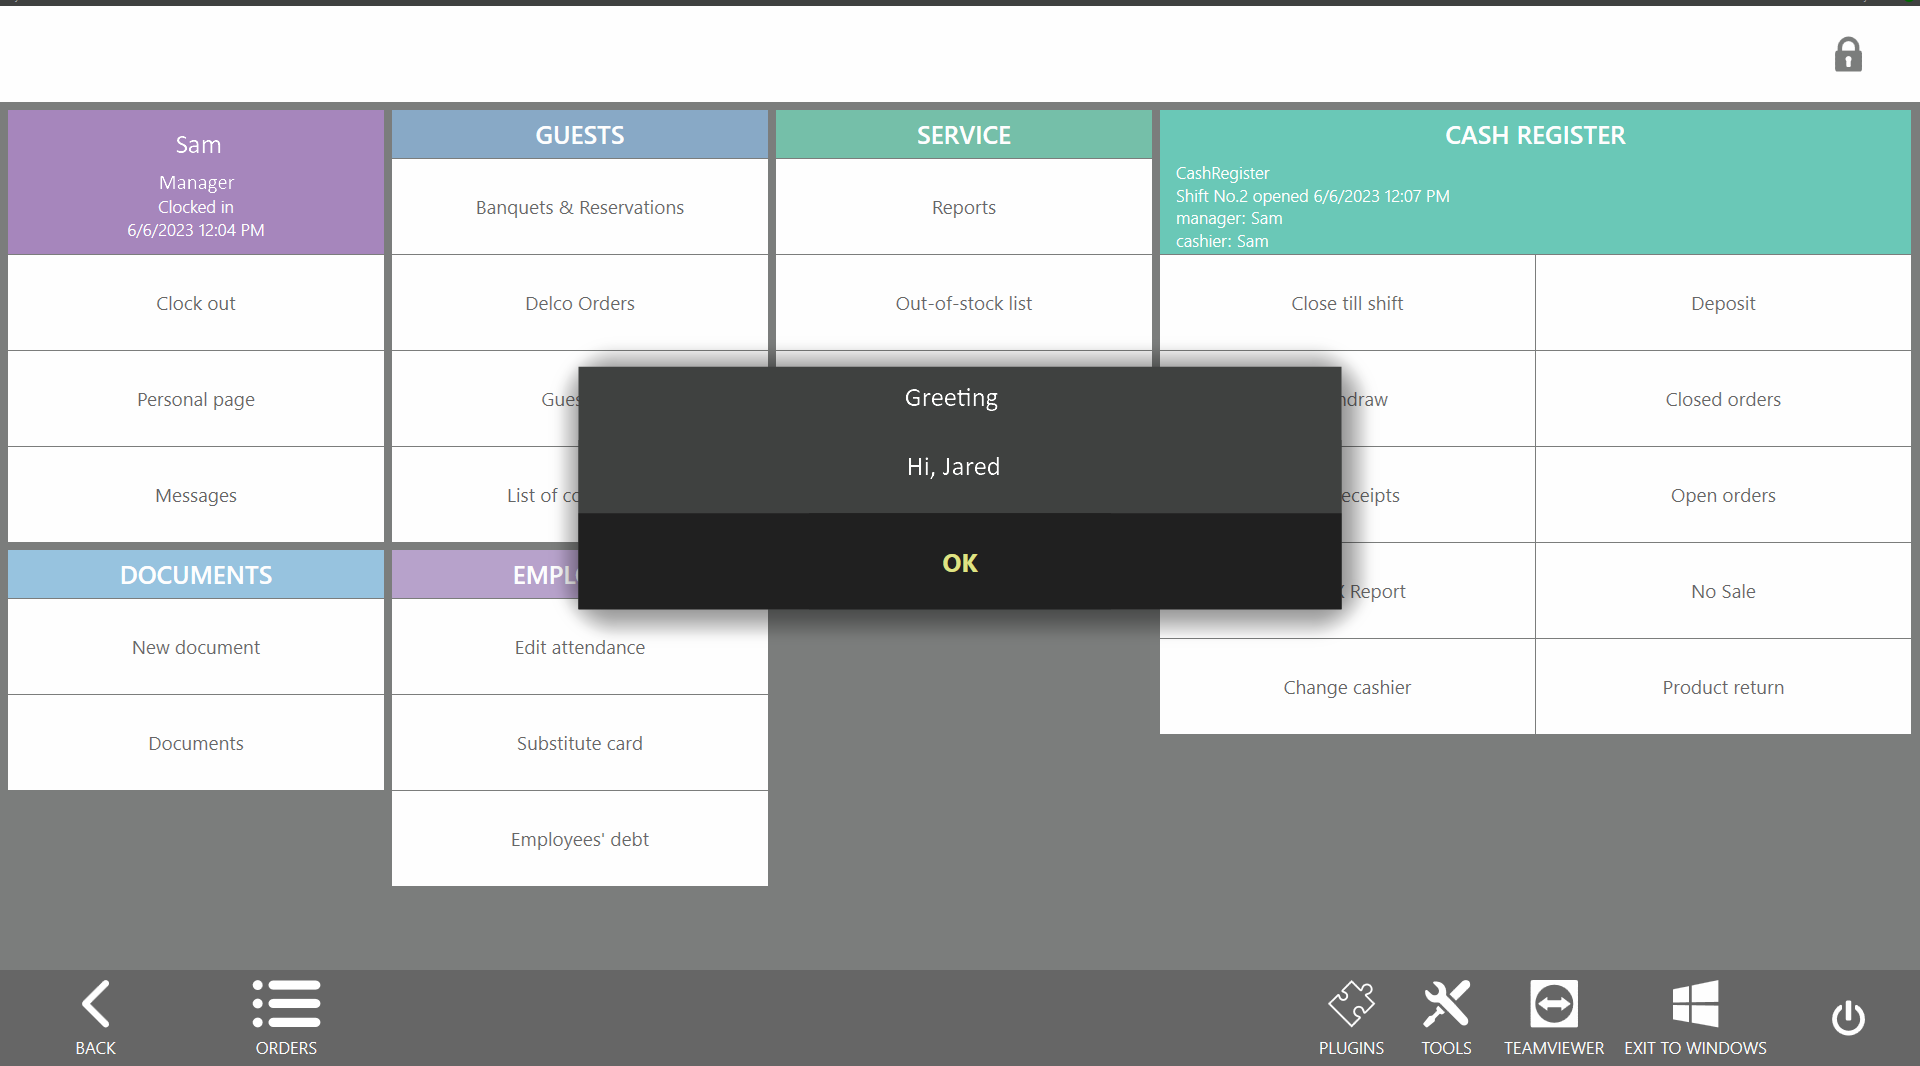 Sam
Manager
Clocked in
6/6/2023 12:04 PM
Clock out
Personal page
Messages
DOCUMENTS
New document
Documents
GUESTS
Banquets & Reservations
Delco Orders
List of
Edit attendance
Substitute card
Employees' debt
SERVICE
Reports
Out-of-stock list
Greeting
Hi, Jared
OK
CASH REGISTER
CashRegister
Shift No.2 opened 6/6/2023 12:07 PM
manager: Sam
cashier: Sam
Close till shift
Deposit
Closed orders
Open orders
Report
No Sale
Change cashier
Product return
BACK
ORDERS
PLUGINS
TOOLS
TEAMVIEWER
EXIT TO WINDOWS